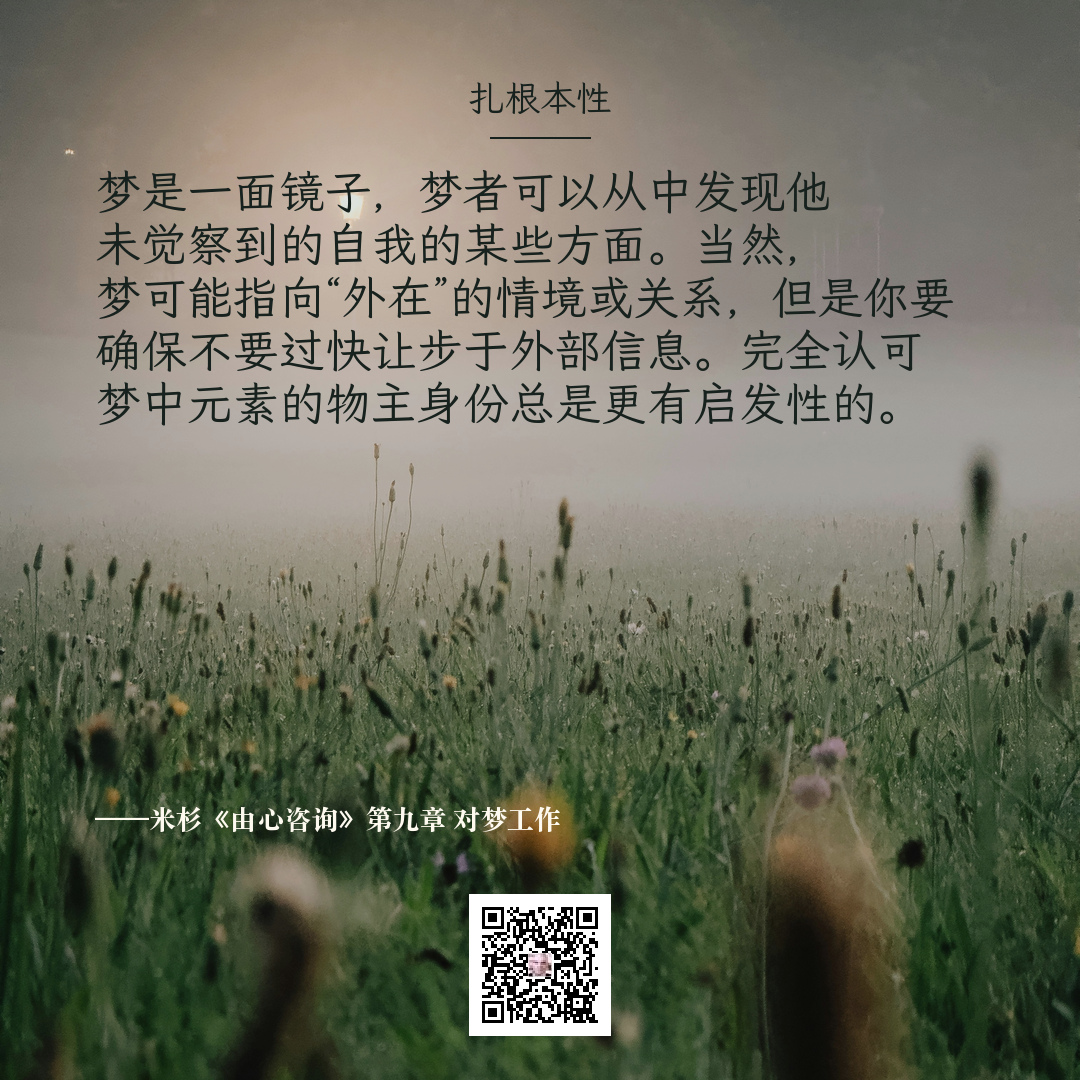 扎根本性
梦是一面镜子，梦者可以从中发现他
未觉察到的自我的某些方面。当然，
梦可能指向“外在”的情境或关系，但是你要
确保不要过快让步于外部信息。完全认可
梦中元素的物主身份总是更有启发性的。
——米杉《由心咨询》第九章 对梦工作